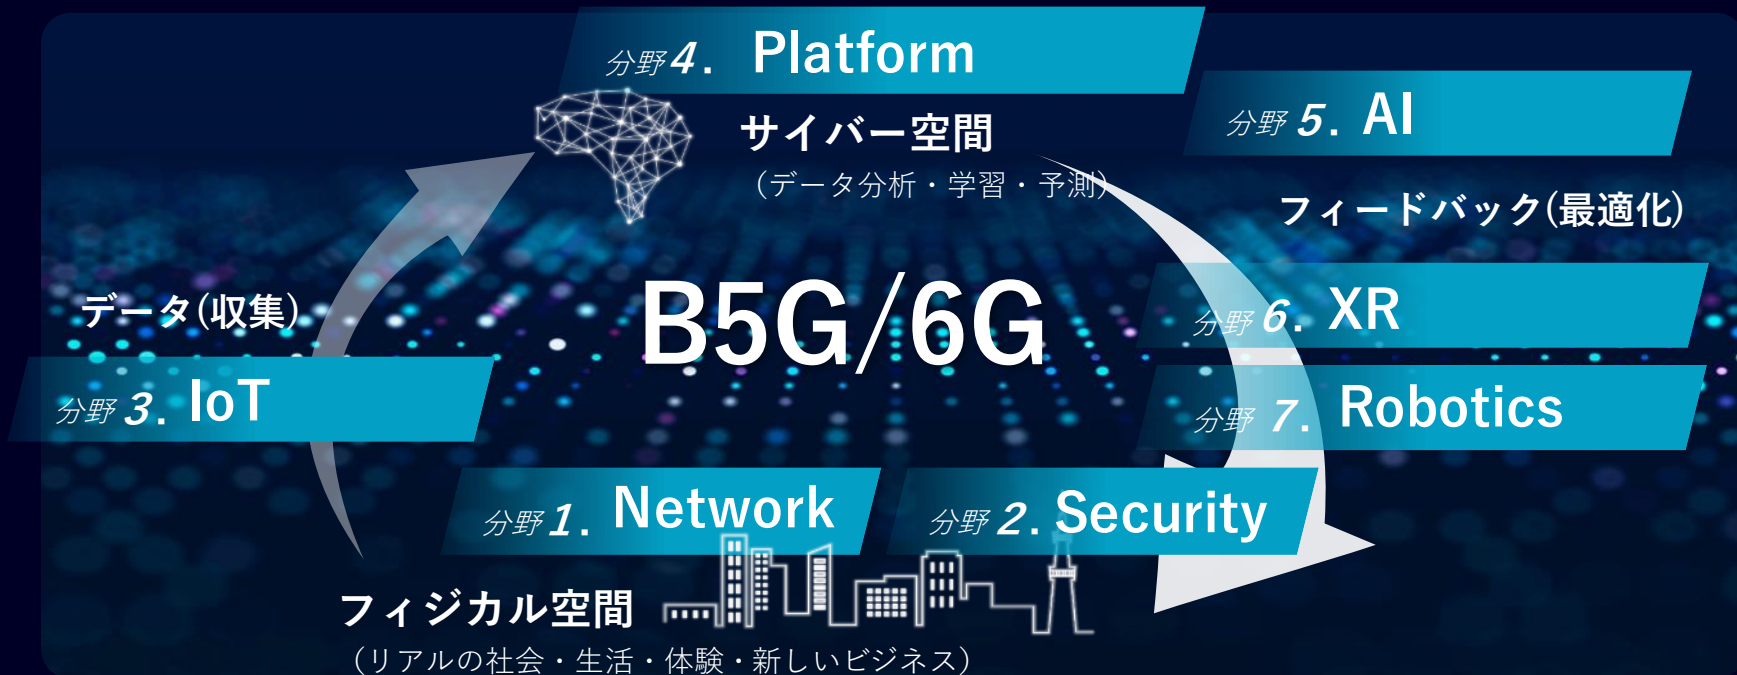 分野 4. Platform
サイバー空間
（データ分析・学習・予測）
分野 5. AI
フィードバック(最適化)
B5G/6G
分野 6. XR
分野 7. Robotics
データ(収集)
分野 3. IoT
分野 1. Network
分野 2. Security
フィジカル空間
（リアルの社会・生活・体験・新しいビジネス）